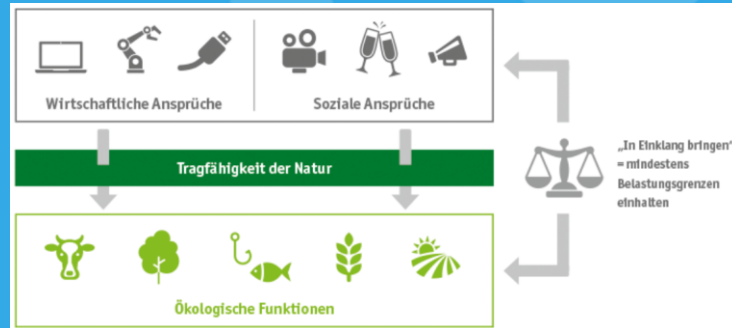 Wirtschaftliche Ansprüche
Soziale Ansprüche
Tragfähigkeit der Natur
„In Einklang bringen“
= mindestens
Belastungsgrenzen
einhalten
Ökologische Funktionen